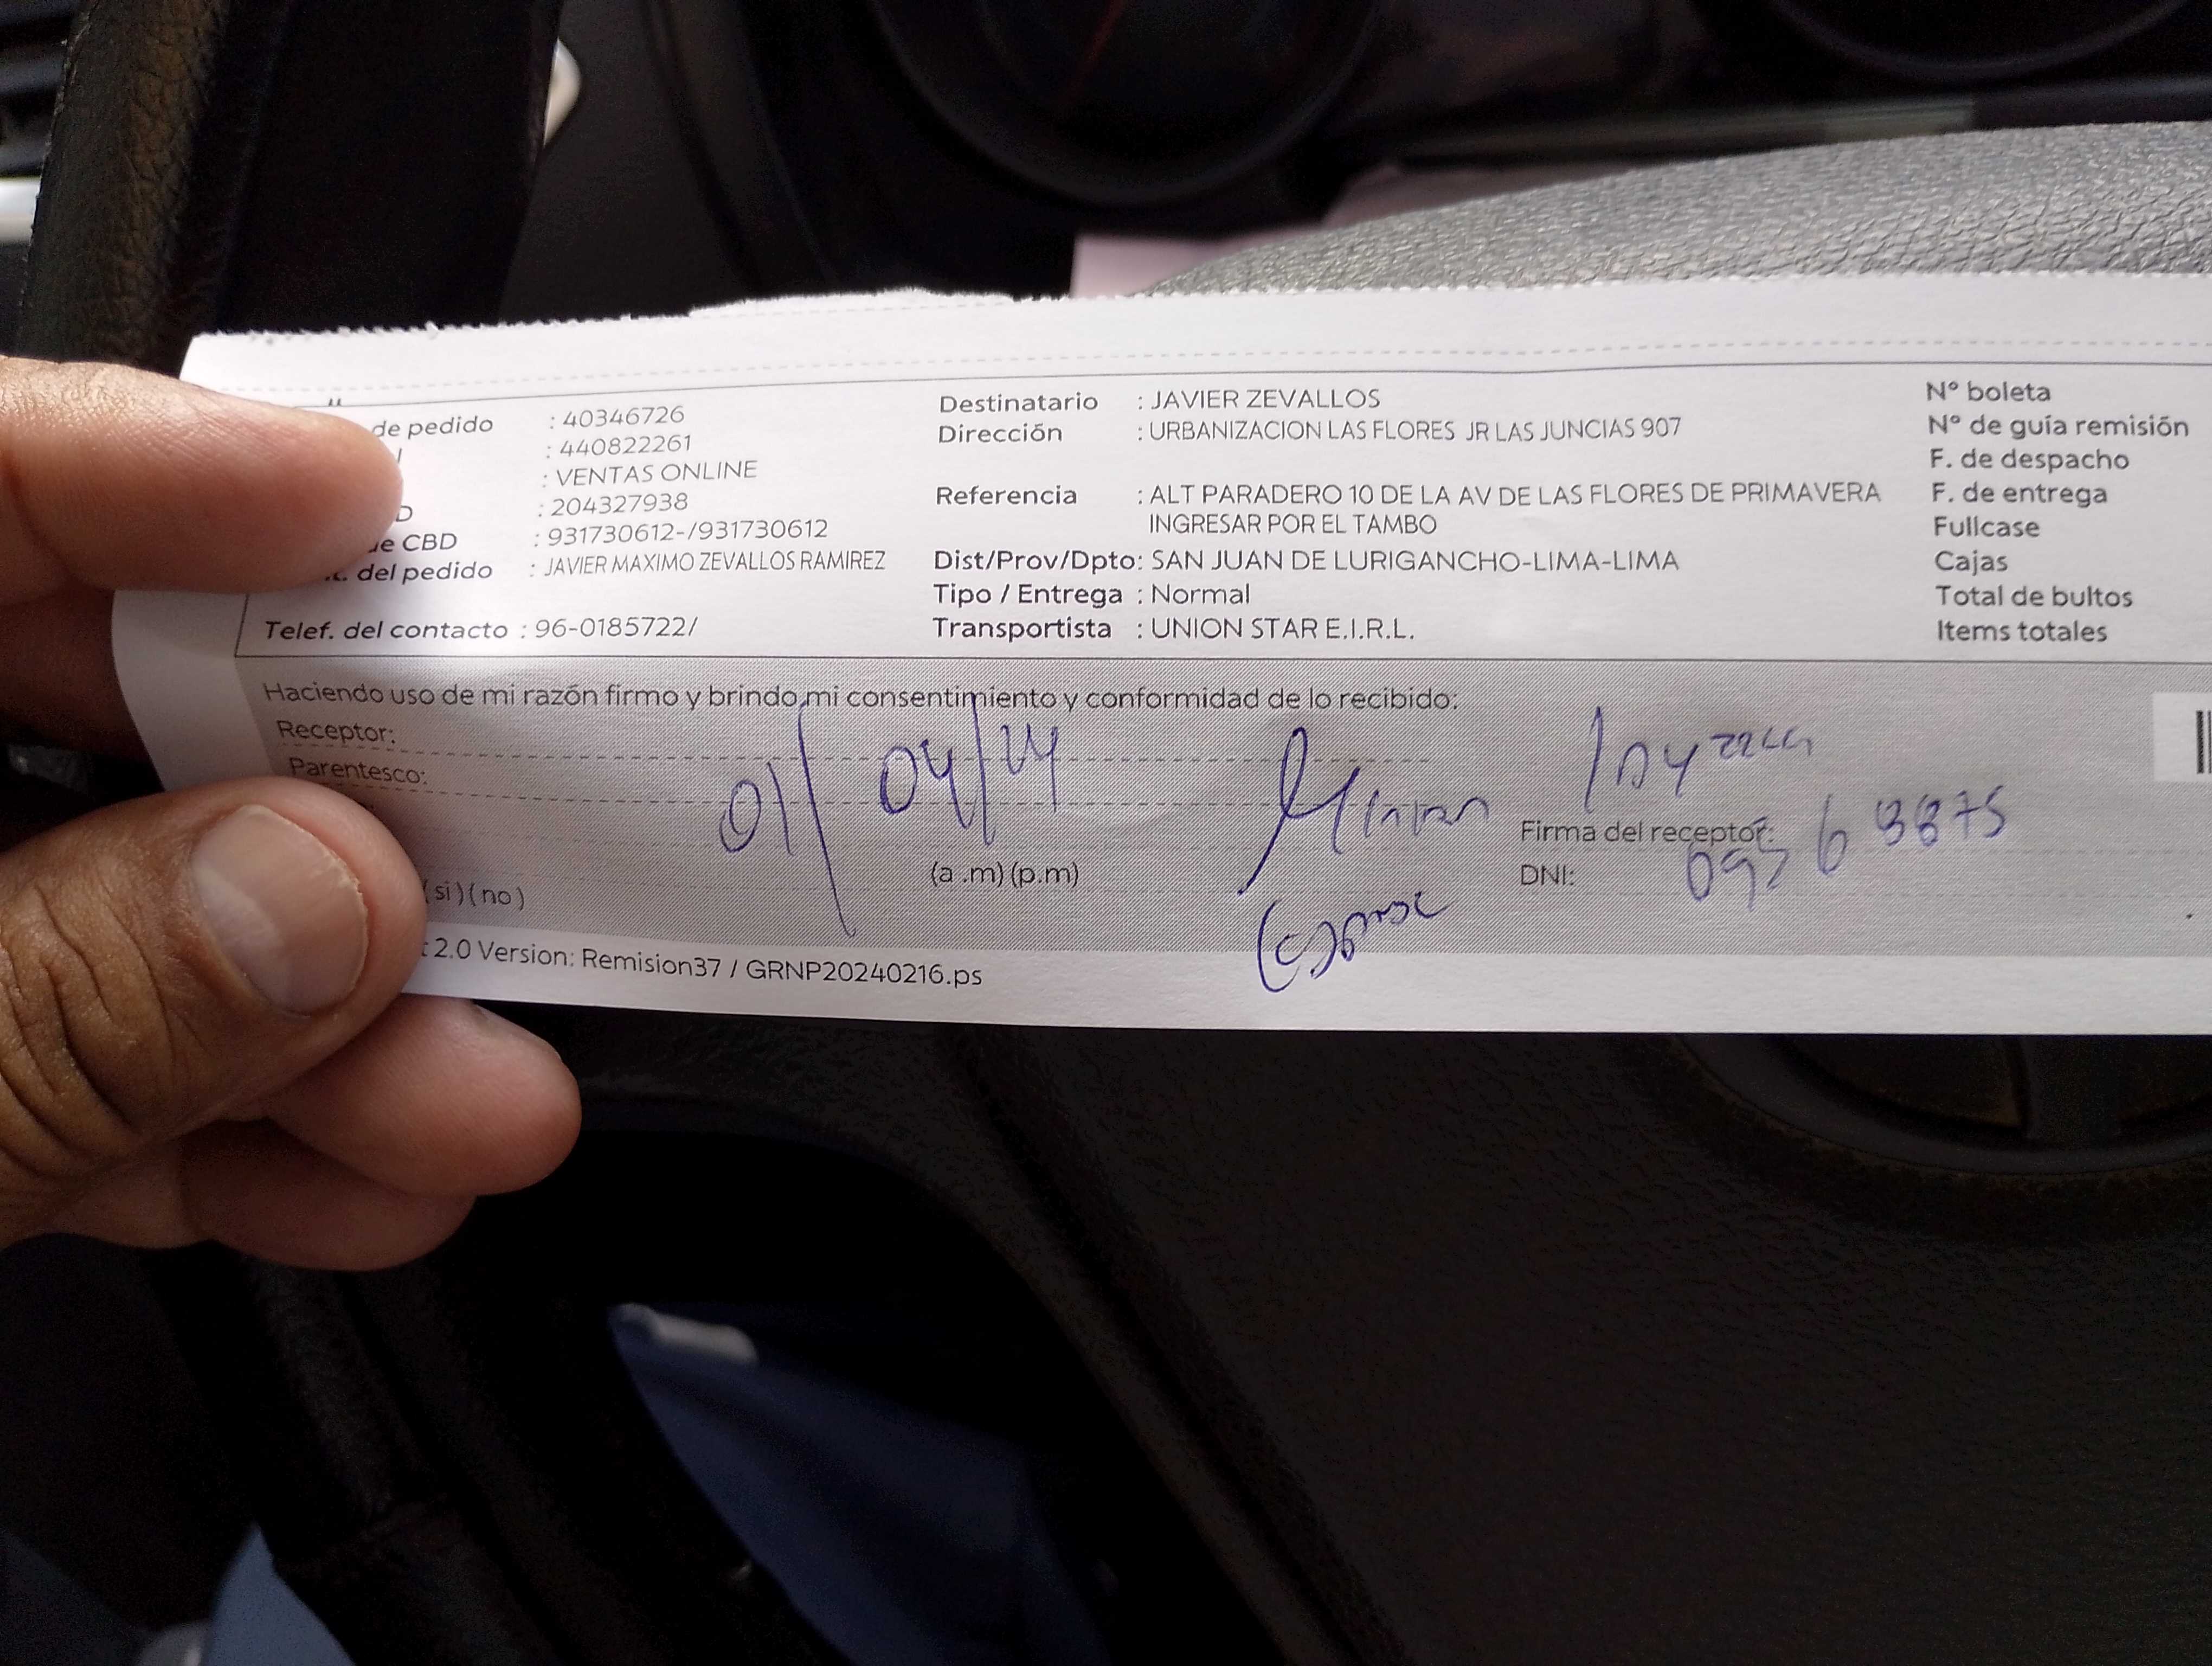 de pedido : 40346726
: 440822261
: VENTAS ONLINE
D : 204327938
de CBD : 931730612-/931730612
t. del pedido : JAVIER MAXIMO ZEVALLOS RAMIREZ
Telef. del contacto : 96-0185722/
Destinatario : JAVIER ZEVALLOS
Dirección : URBANIZACION LAS FLORES JR LAS JUNCIAS 907
Referencia : ALT PARADERO 10 DE LA AV DE LAS FLORES DE PRIMAVERA
INGRESAR POR EL TAMBO
Dist/Prov/Dpto: SAN JUAN DE LURIGANCHO-LIMA-LIMA
Tipo / Entrega : Normal
Transportista : UNION STAR E.I.R.L.
N° boleta
N° de guía remisión
F. de despacho
F. de entrega
Fullcase
Cajas
Total de bultos
Items totales
Haciendo uso de mi razón firmo y brindo mi consentimiento y conformidad de lo recibido:
Receptor:
Parentesco:
01/04/24
(a .m) (p.m)
(si) (no)
Firma del receptor:
DNI:
t 2.0 Version: Remision37 / GRNP20240216.ps